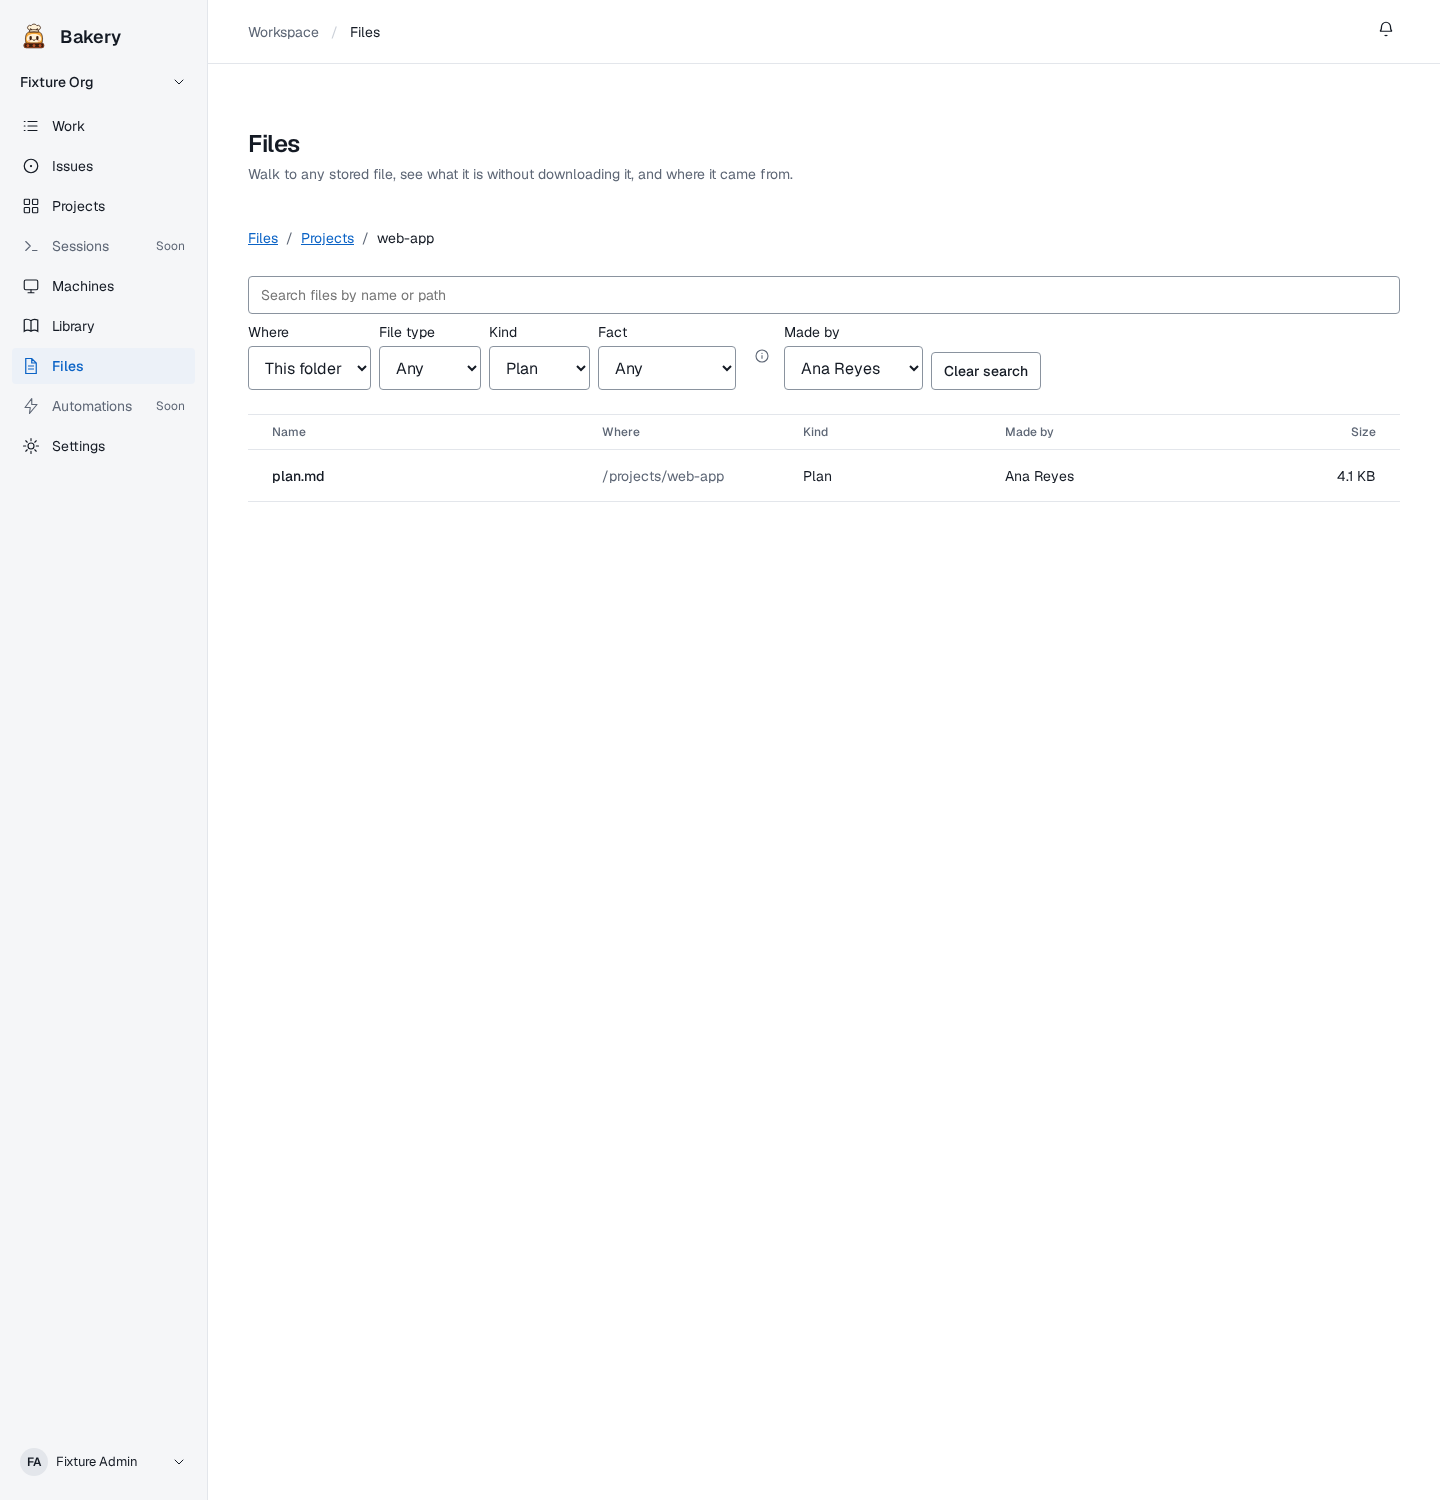 Bakery
Fixture Org
Work
Issues
Projects
Sessions Soon
Machines
Library
Files
Automations Soon
Settings
FA Fixture Admin
Workspace / Files
Files
Walk to any stored file, see what it is without downloading it, and where it came from.
Files / Projects / web-app
Search files by name or path
Where File type Kind Fact Made by
This folder Any Plan Any Ana Reyes Clear search
Name Where Kind Made by Size
plan.md /projects/web-app Plan Ana Reyes 4.1 KB